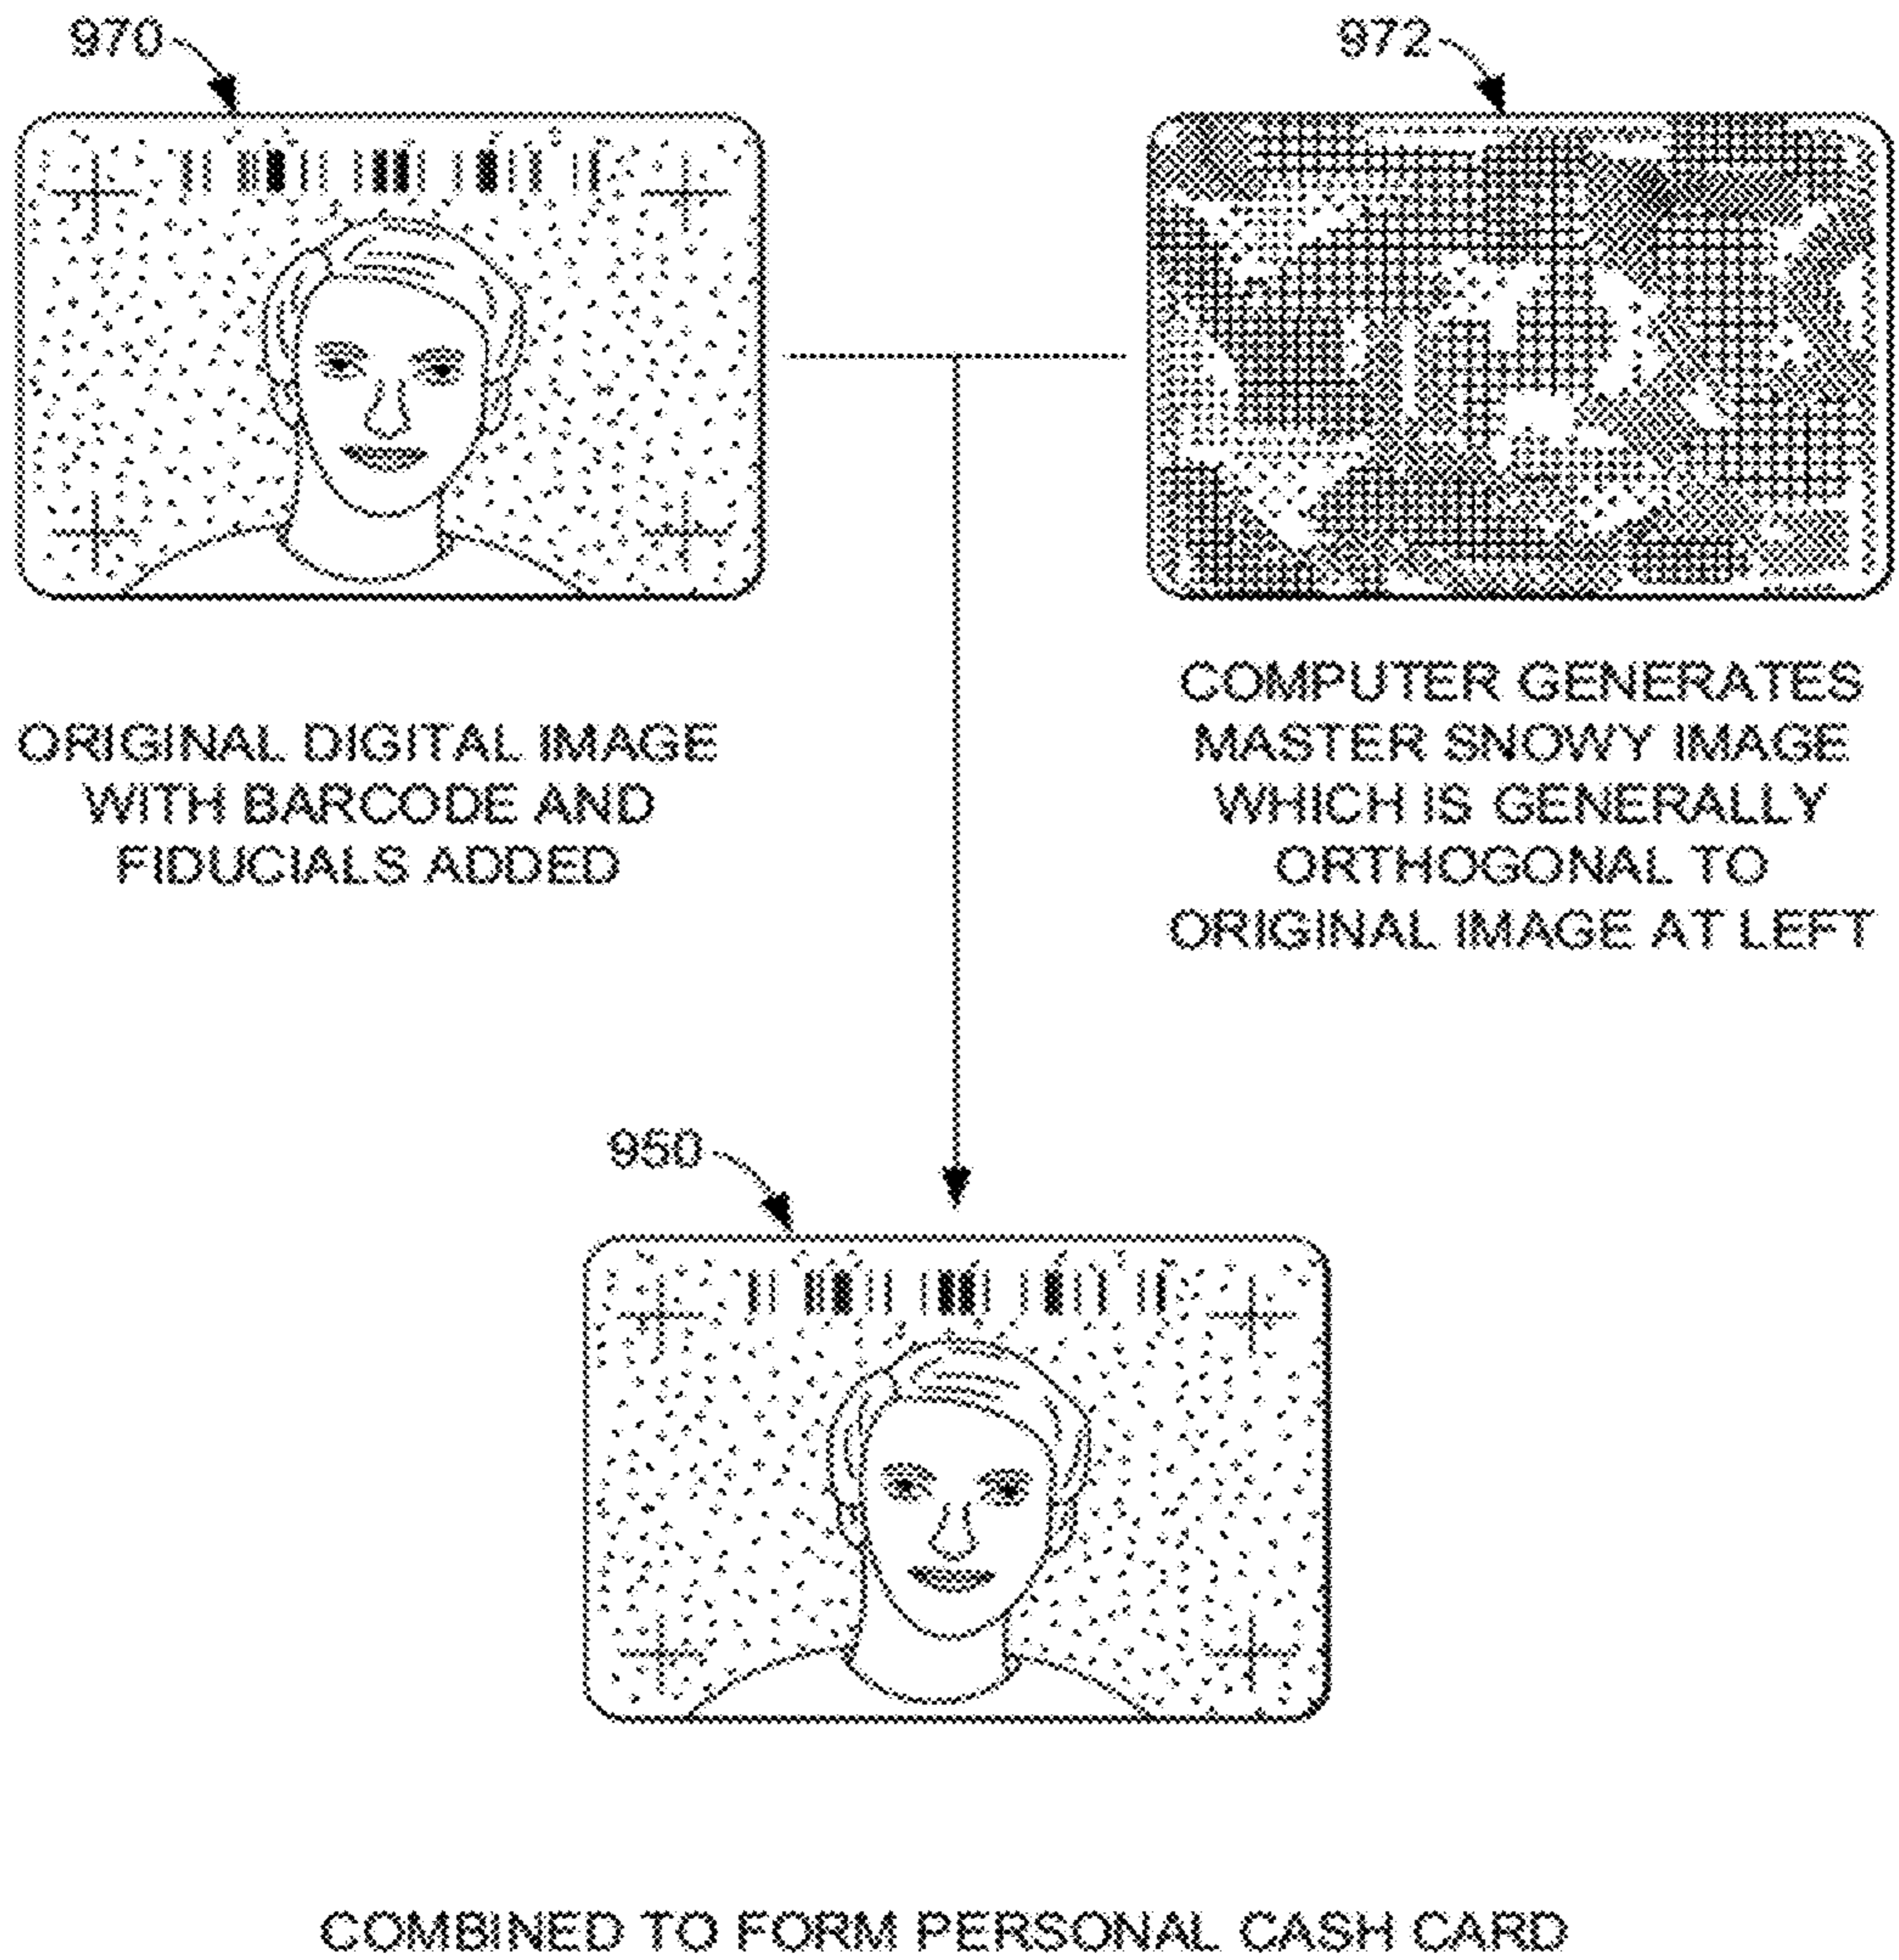 970
972
ORIGINAL DIGITAL IMAGE
WITH BARCODE AND
FIDUCIALS ADDED
COMPUTER GENERATES
MASTER SNOWY IMAGE
WHICH IS GENERALLY
ORTHOGONAL TO
ORIGINAL IMAGE AT LEFT
950
COMBINED TO FORM PERSONAL CASH CARD